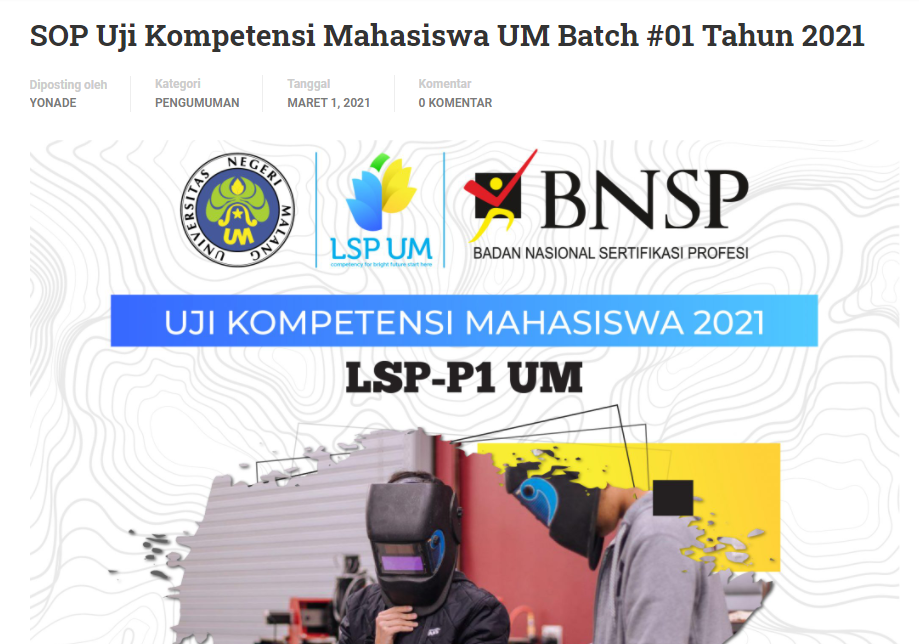 SOP Uji Kompetensi Mahasiswa UM Batch #01 Tahun 2021
Diposting oleh
YONADE
Kategori
PENGUMUMAN
Tanggal
MARET 1, 2021
Komentar
0 KOMENTAR
UNIVERSITAS NEGERI MALANG
UM
LSP UM
competency for bright future start here
BNSP
BADAN NASIONAL SERTIFIKASI PROFESI
UJI KOMPETENSI MAHASISWA 2021
LSP-P1 UM